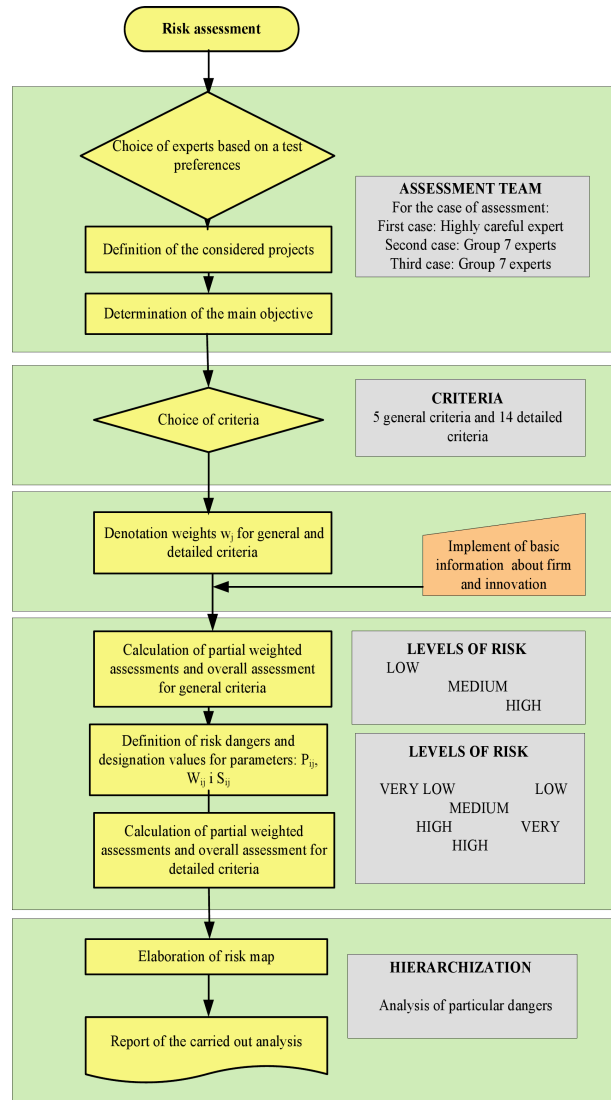 Risk assessment
Choice of experts based on a test
preferences
ASSESSMENT TEAM
For the case of assessment:
First case: Highly careful expert
Second case: Group 7 experts
Third case: Group 7 experts
Definition of the considered projects
Determination of the main objective
Choice of criteria
CRITERIA
5 general criteria and 14 detailed
criteria
Denotation weights wj for general and
detailed criteria
Implement of basic
information about firm
and innovation
Calculation of partial weighted
assessments and overall assessment
for general criteria
LEVELS OF RISK
LOW
MEDIUM
HIGH
Definition of risk dangers and
designation values for parameters: Pij,
Wij i Sij
LEVELS OF RISK
VERY LOW LOW
MEDIUM
HIGH VERY
HIGH
Calculation of partial weighted
assessments and overall assessment for
detailed criteria
Elaboration of risk map
HIERARCHIZATION
Analysis of particular dangers
Report of the carried out analysis